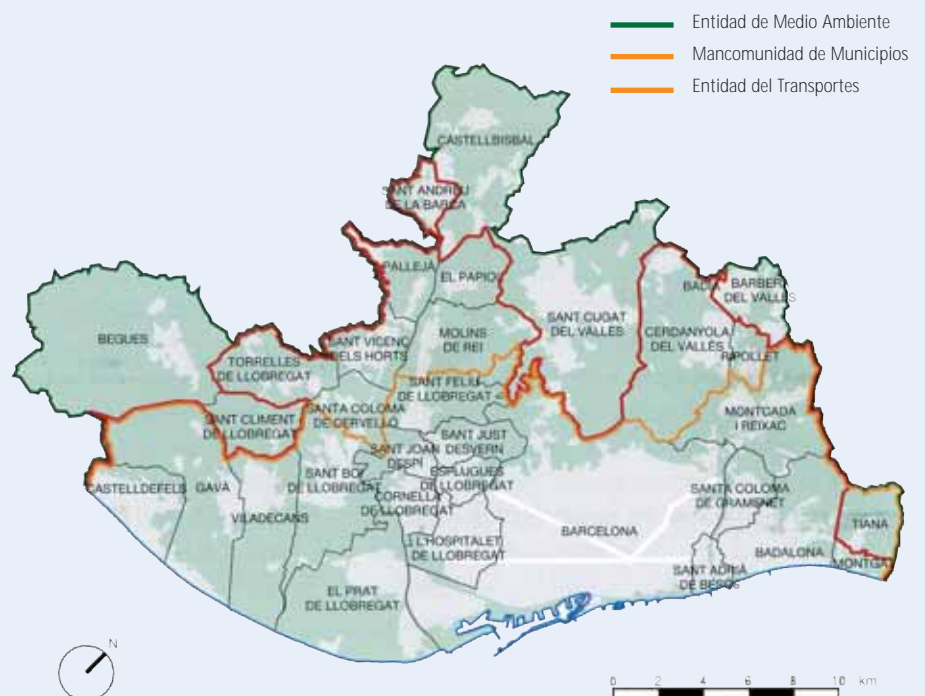 Entidad de Medio Ambiente
Mancomunidad de Municipios
Entidad del Transportes
CASTELLBISBAL
SANT ANDREU
DE LA BARCA
PALLEJÀ
EL PAPIOL
BEGUES
TORRELLES
DE LLOBREGAT
SANT VICENÇ
DELS HORTS
MOLINS
DE REI
SANT CUGAT
DEL VALLÈS
CERDANYOLA
DEL VALLÈS
BADIA
BARBERÀ
DEL VALLÈS
RIPOLLET
SANT CLIMENT
DE LLOBREGAT
SANTA COLOMA
DE CERVELLÓ
SANT FELIU
DE LLOBREGAT
MONTCADA
I REIXAC
SANT JOAN
DESPÍ
SANT JUST
DESVERN
CASTELLDEFELS
GAVÀ
VILADECANS
SANT BOI
DE LLOBREGAT
ESPLUGUES
DE LLOBREGAT
CORNELLÀ
DE LLOBREGAT
L'HOSPITALET
DE LLOBREGAT
BARCELONA
SANTA COLOMA
DE GRAMENET
TIANA
BADALONA
MONTGAT
SANT ADRIÀ
DE BESÒS
EL PRAT
DE LLOBREGAT
N
0 2 4 6 8 10 km